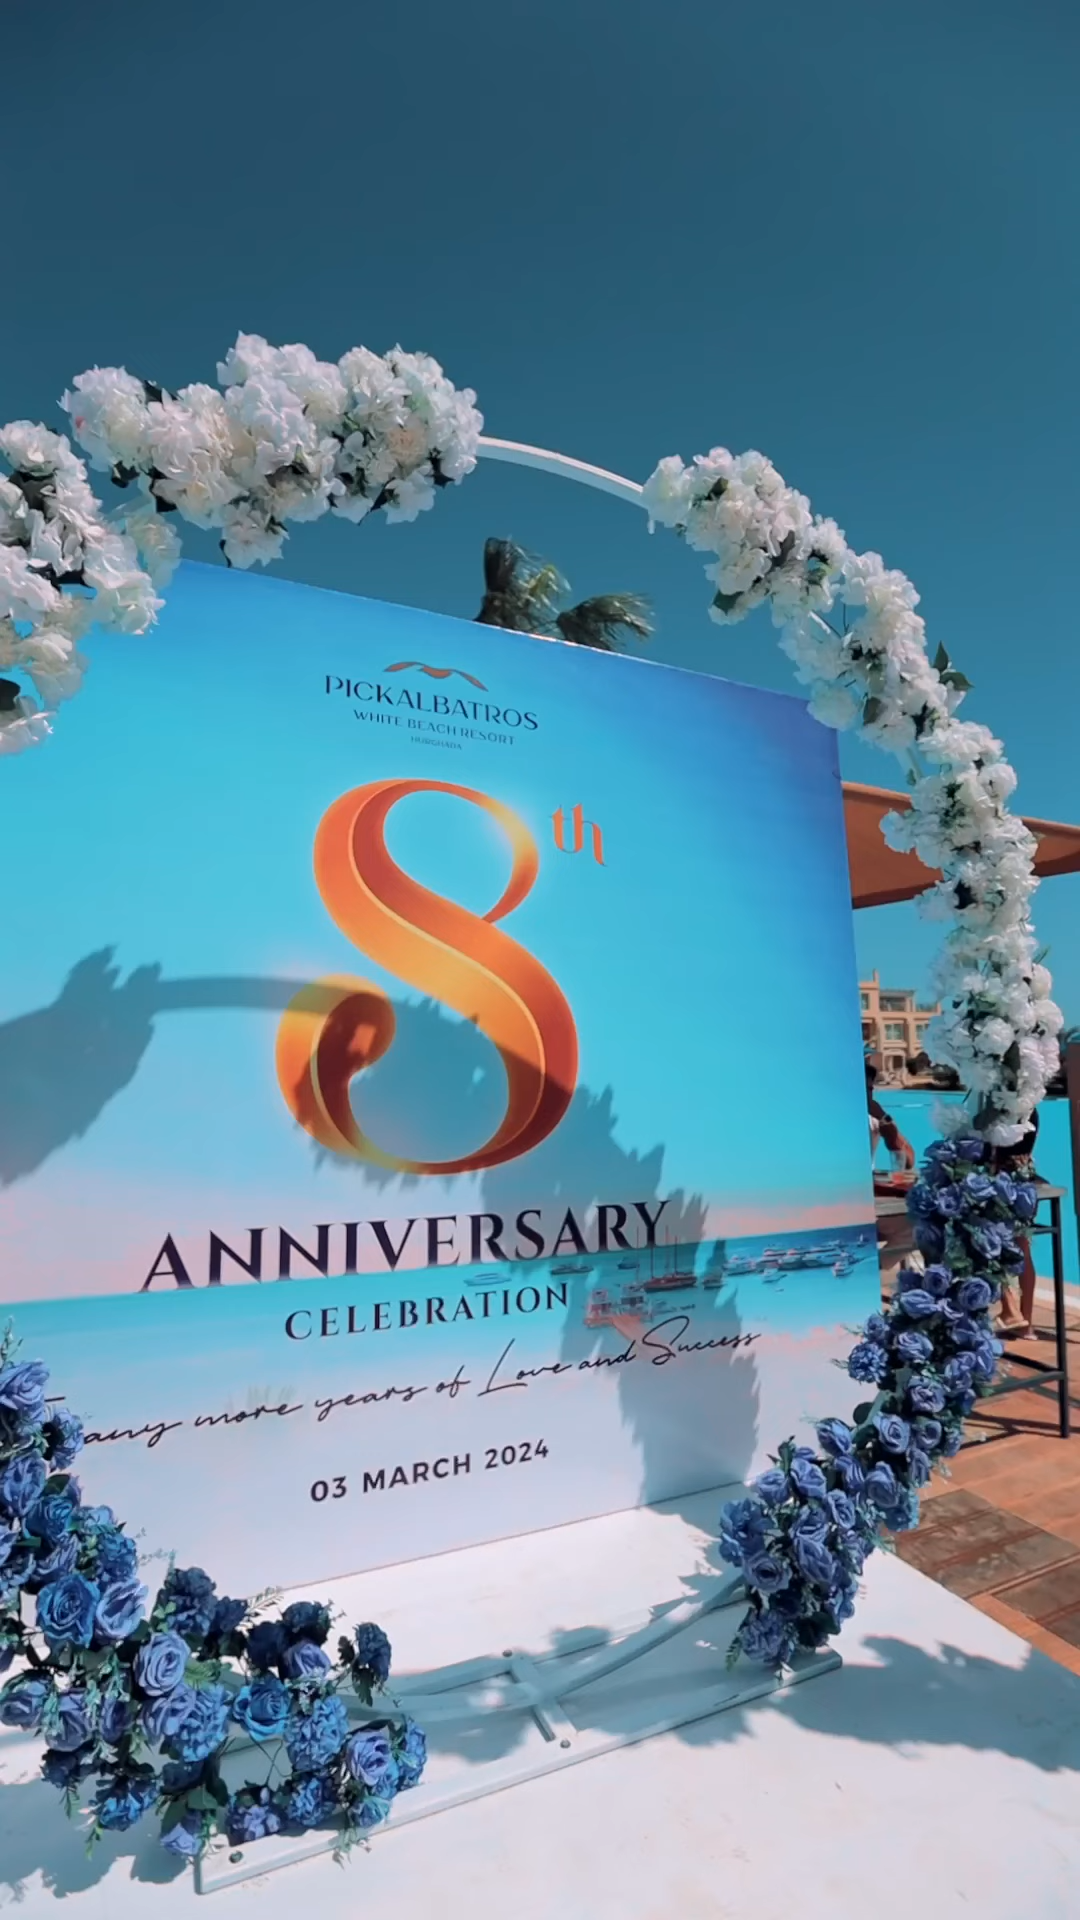 PICKALBATROS
WHITE BEACH RESORT
HURGHADA
8th
ANNIVERSARY
CELEBRATION
more years of Love and Success
03 MARCH 2024